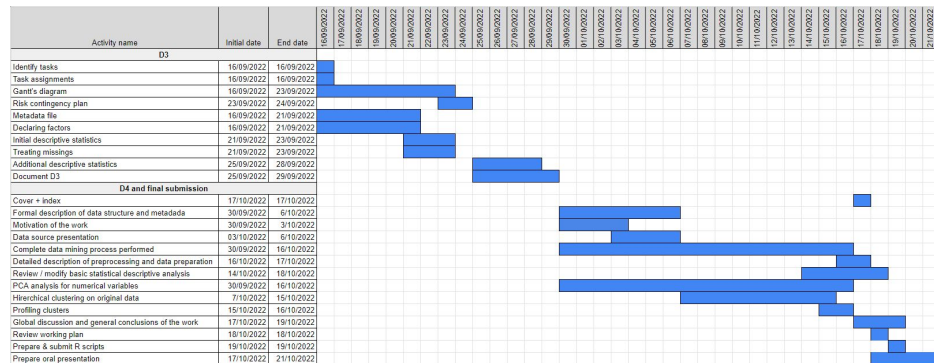 Activity name Initial date End date 16/09/2022 17/09/2022 18/09/2022 19/09/2022 20/09/2022 21/09/2022 22/09/2022 23/09/2022 24/09/2022 25/09/2022 26/09/2022 27/09/2022 28/09/2022 29/09/2022 30/09/2022 01/10/2022 02/10/2022 03/10/2022 04/10/2022 05/10/2022 06/10/2022 07/10/2022 08/10/2022 09/10/2022 10/10/2022 11/10/2022 12/10/2022 13/10/2022 14/10/2022 15/10/2022 16/10/2022 17/10/2022 18/10/2022 19/10/2022 20/10/2022 21/10/2022
D3
Identify tasks 16/09/2022 16/09/2022
Task assignments 16/09/2022 16/09/2022
Gantt's diagram 16/09/2022 23/09/2022
Risk contingency plan 23/09/2022 24/09/2022
Metadata file 16/09/2022 21/09/2022
Declaring factors 16/09/2022 21/09/2022
Initial descriptive statistics 21/09/2022 23/09/2022
Treating missings 21/09/2022 23/09/2022
Additional descriptive statistics 25/09/2022 28/09/2022
Document D3 25/09/2022 29/09/2022
D4 and final submission
Cover + index 17/10/2022 17/10/2022
Formal description of data structure and metadada 30/09/2022 6/10/2022
Motivation of the work 30/09/2022 3/10/2022
Data source presentation 03/10/2022 6/10/2022
Complete data mining process performed 30/09/2022 16/10/2022
Detailed description of preprocessing and data preparation 16/10/2022 17/10/2022
Review / modify basic statistical descriptive analysis 14/10/2022 18/10/2022
PCA analysis for numerical variables 30/09/2022 16/10/2022
Hirerchical clustering on original data 7/10/2022 15/10/2022
Profiling clusters 15/10/2022 16/10/2022
Global discussion and general conclusions of the work 17/10/2022 19/10/2022
Review working plan 18/10/2022 18/10/2022
Prepare & submit R scripts 19/10/2022 19/10/2022
Prepare oral presentation 17/10/2022 21/10/2022